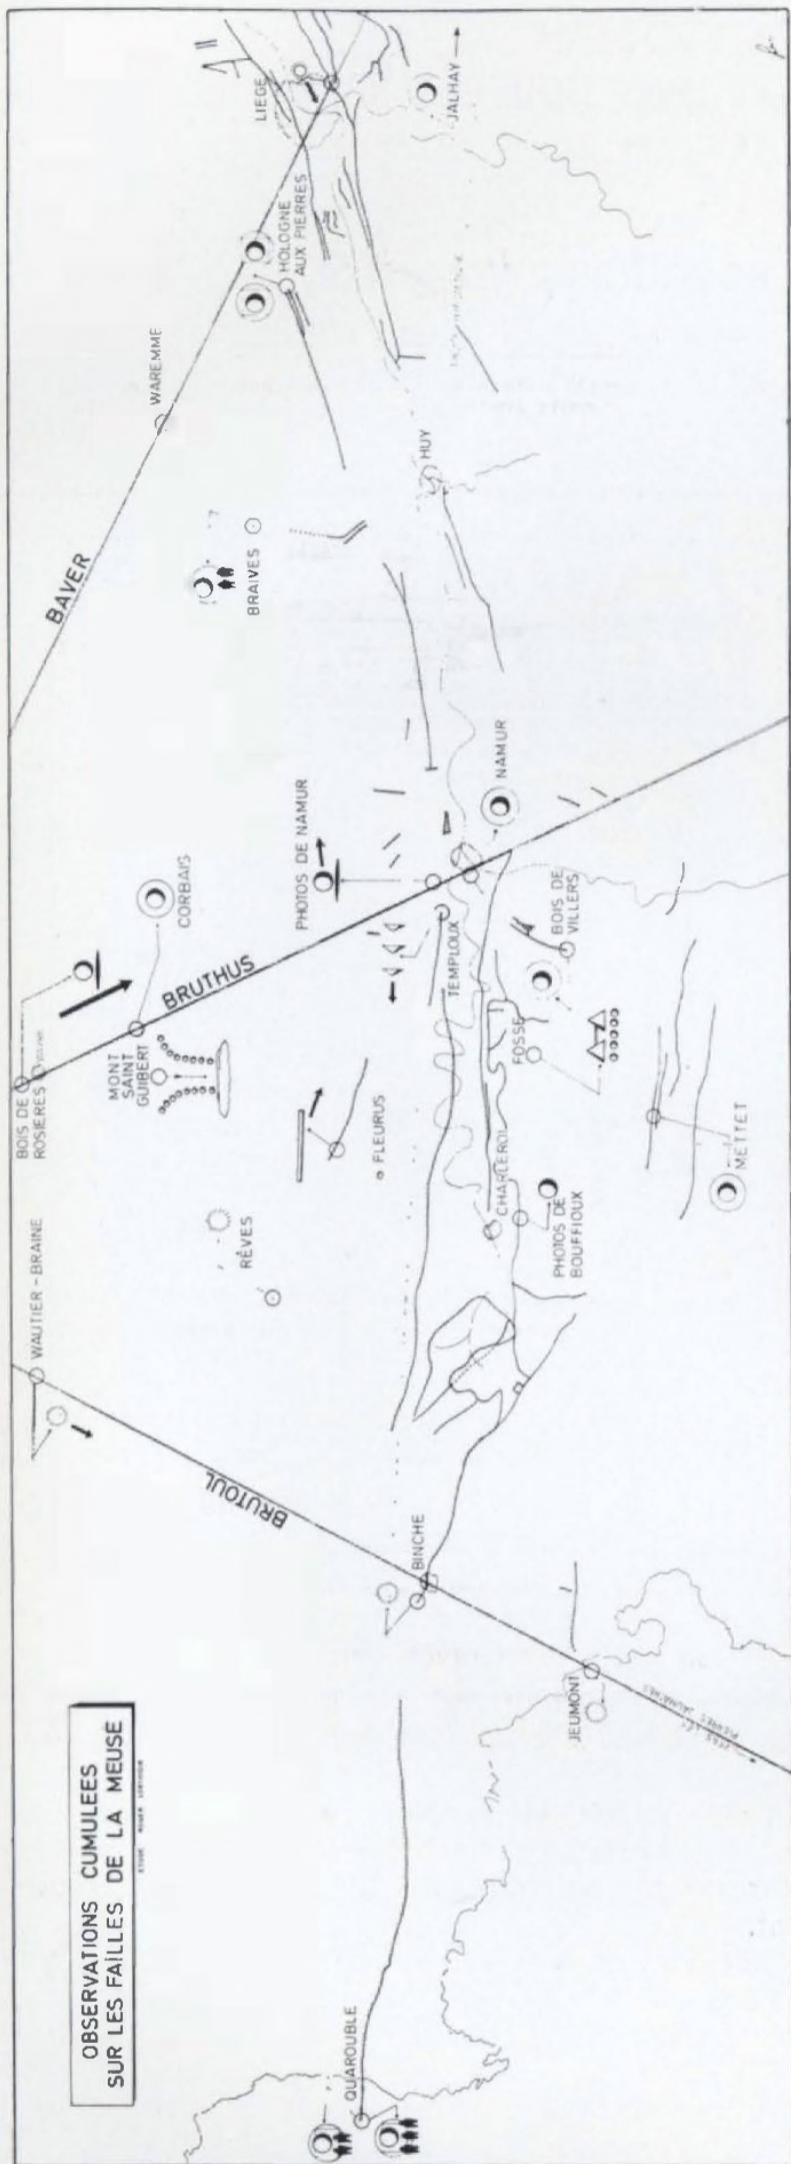 OBSERVATIONS CUMULEES
SUR LES FAILLES DE LA MEUSE
QUAROUBLE
JEUMONT
PIERRES JAUMATRES
BINCHE
BRUTOUL
WAUTIER-BRAINE
RÊVES
FLEURUS
CHARLEROI
PHOTOS DE
BOUFFIOUX
METTET
FOSSE
BOIS DE
VILLERS
TEMPLOUX
NAMUR
PHOTOS DE NAMUR
BRUTHUS
CORBAIS
MONT
SAINT
GUIBERT
BOIS DE
ROSIERES
BRAIVES
HUY
BAVER
WAREMME
HOLOGNE
AUX PIERRES
LIEGE
JALHAY